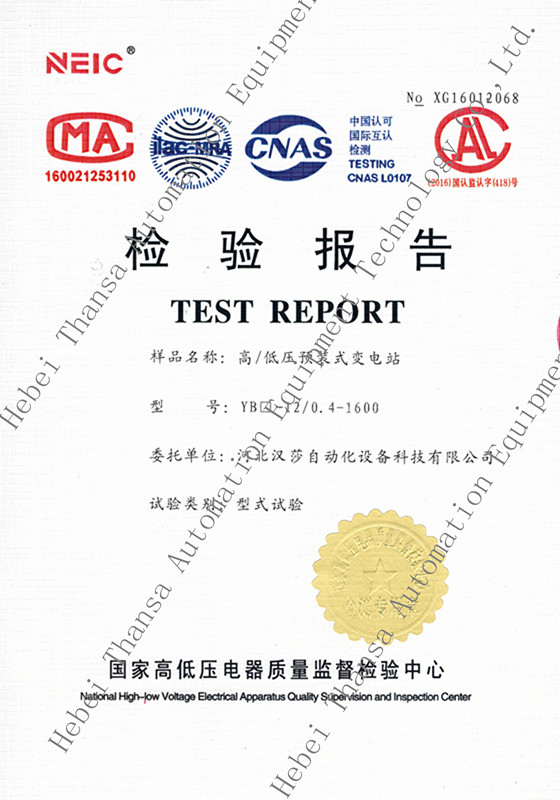 NEIC®
No XG16012068
MA
160021253110
ilac-MRA
CNAS
中国认可
国际互认
检测
TESTING
CNAS L0107
CAL
(2016)国认监认字(418)号
检 验 报 告
TEST REPORT
样品名称: 高/低压预装式变电站
型 号: YB□-12/0.4-1600
委托单位: 河北汉莎自动化设备科技有限公司
试验类别: 型式试验
国家高低压电器质量监督检验中心
National High-low Voltage Electrical Apparatus Quality Supervision and Inspection Center
Hebei Thansa Automation Equipment Technology Co., Ltd.
Hebei Thansa Automation Equipment Technology Co., Ltd.
Hebei Thansa Automation Equipment